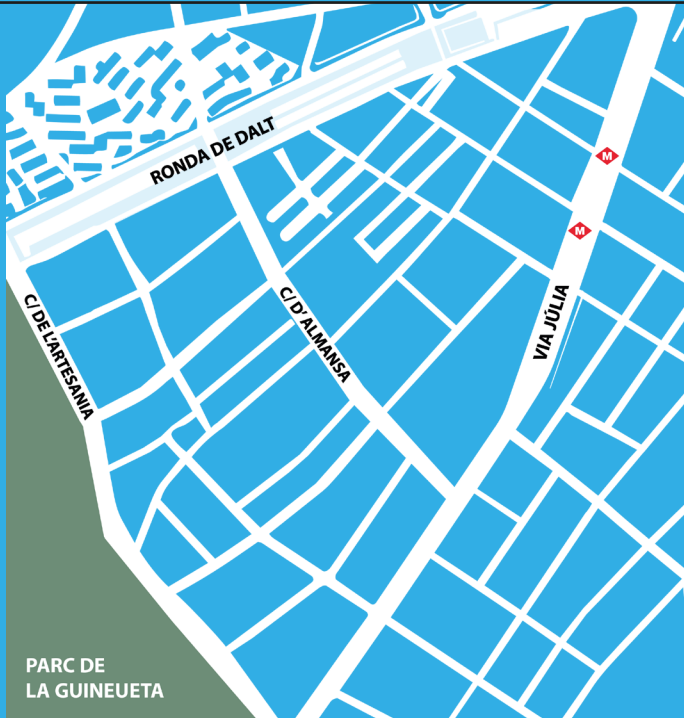 RONDA DE DALT
M
M
C/ DE L'ARTESANIA
C/ D' ALMANSA
VIA JÚLIA
PARC DE
LA GUINEUETA